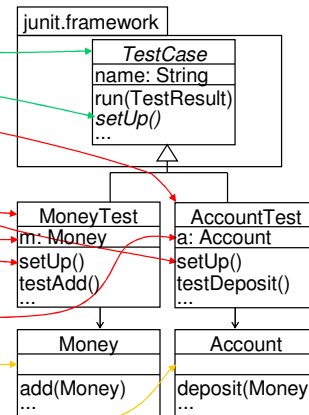 junit.framework
TestCase
name: String
run(TestResult)
setUp()
...
MoneyTest
m: Money
setUp()
testAdd()
...
AccountTest
a: Account
setUp()
testDeposit()
...
Money
add(Money)
...
Account
deposit(Money
...